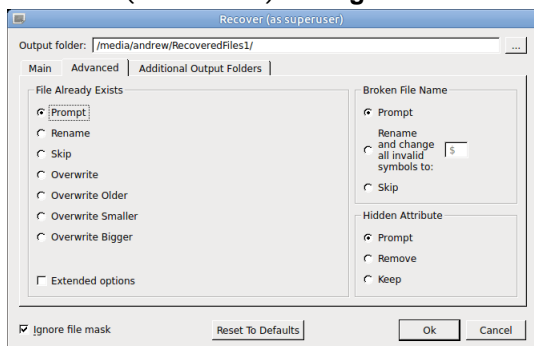 Recover (as superuser)
Output folder: /media/andrew/RecoveredFiles1/ ...
Main Advanced Additional Output Folders
File Already Exists
Prompt
Rename
Skip
Overwrite
Overwrite Older
Overwrite Smaller
Overwrite Bigger
Extended options
Broken File Name
Prompt
Rename
and change
all invalid
symbols to: $
Skip
Hidden Attribute
Prompt
Remove
Keep
Ignore file mask Reset To Defaults Ok Cancel